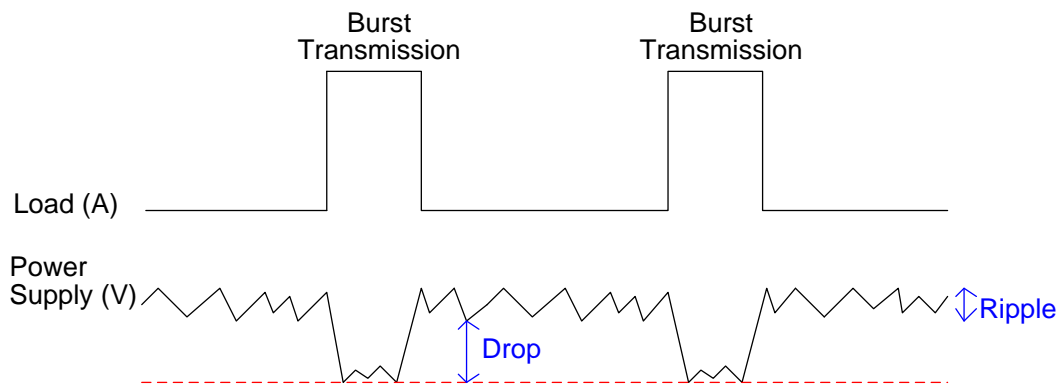 Burst
Transmission
Burst
Transmission
Load (A)
Power
Supply (V)
Ripple
Drop